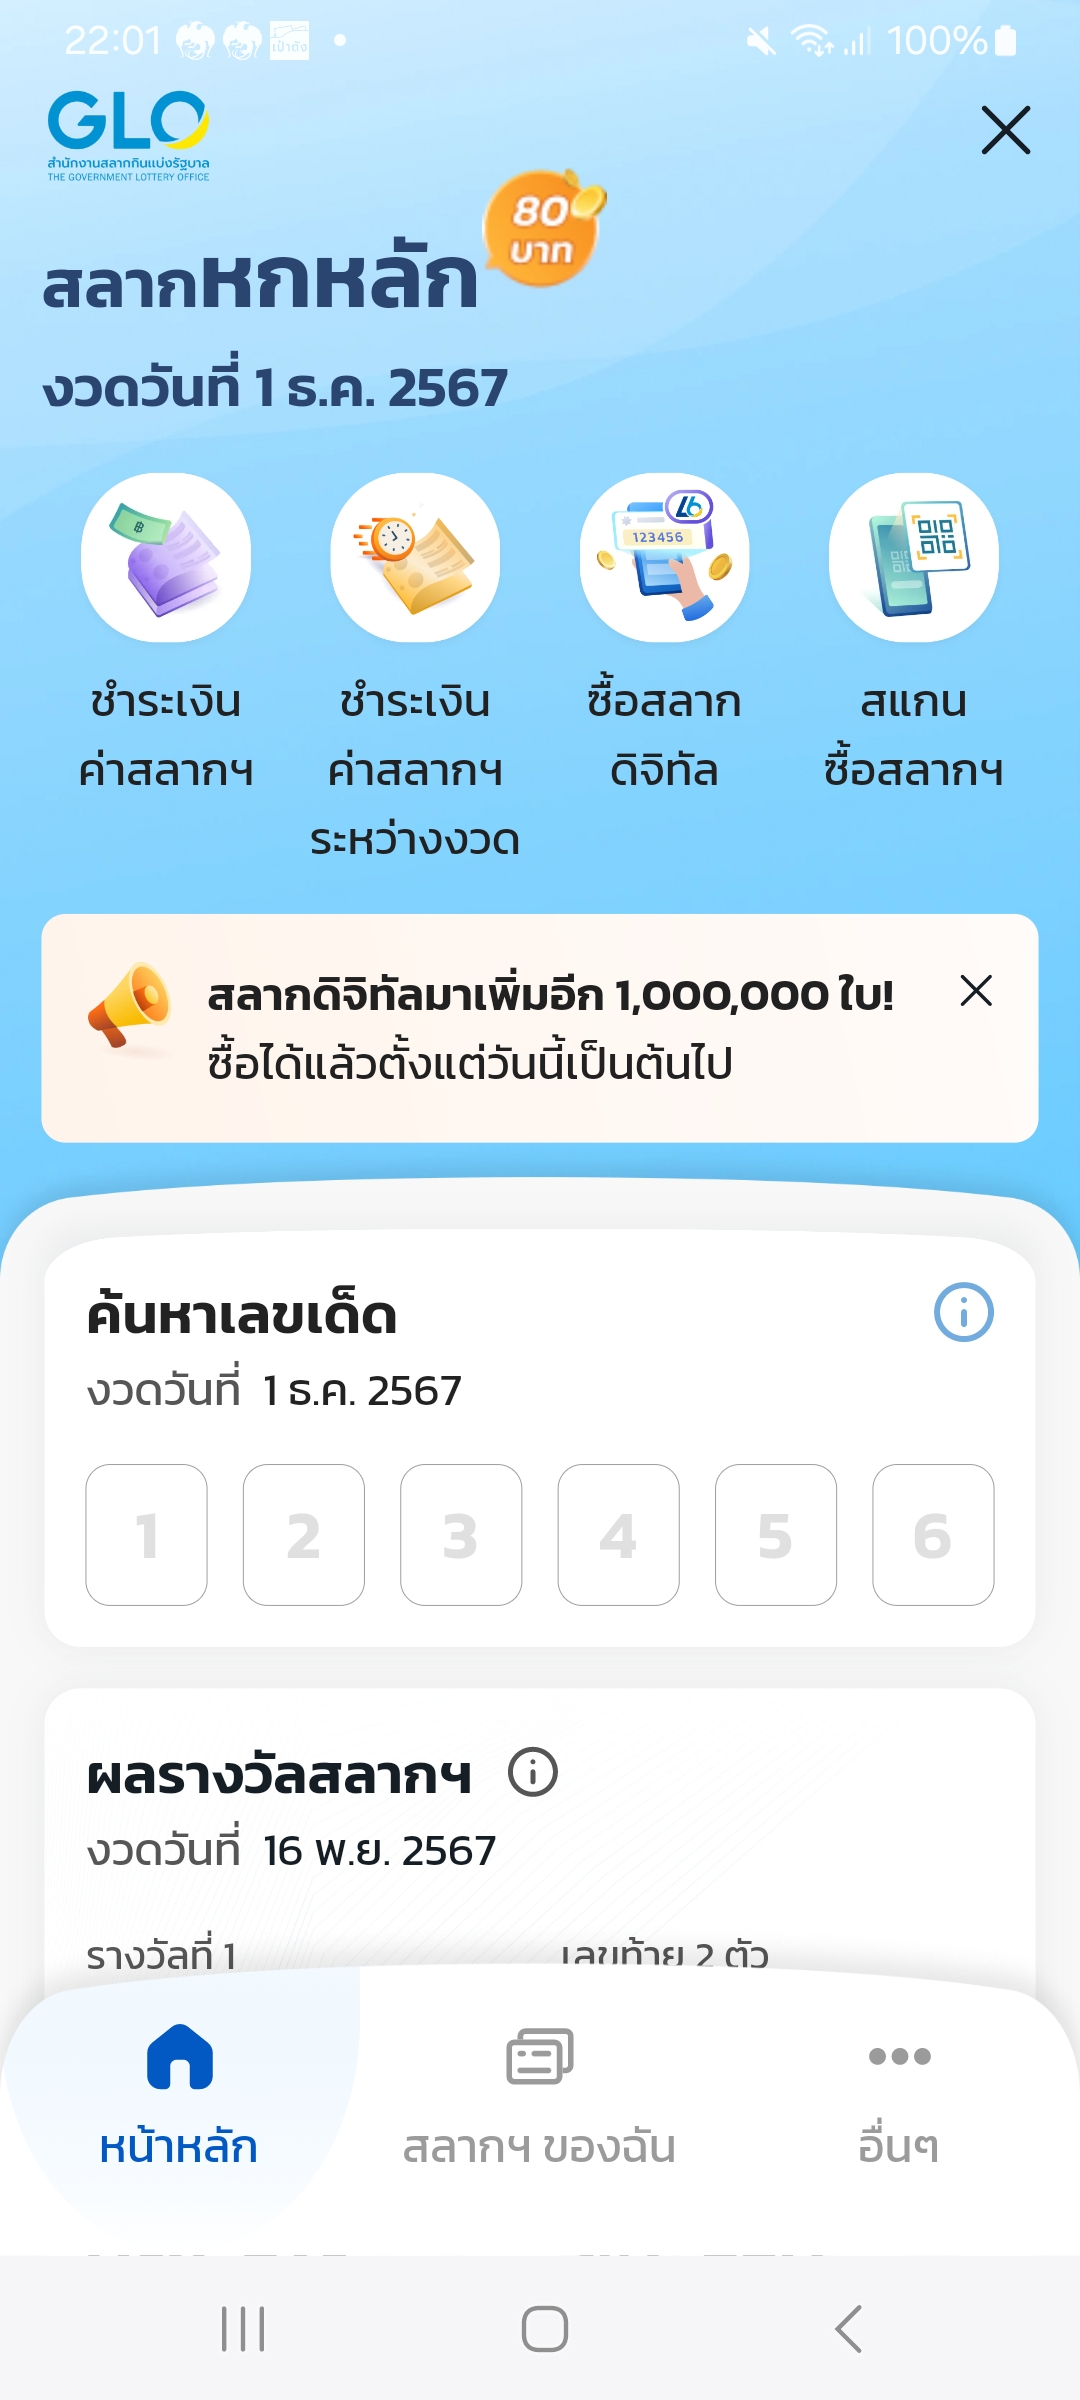 22:01
เป๋าตัง
100%
GLO
สำนักงานสลากกินแบ่งรัฐบาล
THE GOVERNMENT LOTTERY OFFICE
80
บาท
สลากหกหลัก
งวดวันที่ 1 ธ.ค. 2567
฿
L6
123456
ชำระเงิน
ค่าสลากฯ
ชำระเงิน
ค่าสลากฯ
ระหว่างงวด
ซื้อสลาก
ดิจิทัล
สแกน
ซื้อสลากฯ
สลากดิจิทัลมาเพิ่มอีก 1,000,000 ใบ!
ซื้อได้แล้วตั้งแต่วันนี้เป็นต้นไป
ค้นหาเลขเด็ด
งวดวันที่ 1 ธ.ค. 2567
1 2 3 4 5 6
ผลรางวัลสลากฯ
งวดวันที่ 16 พ.ย. 2567
รางวัลที่ 1 เลขท้าย 2 ตัว
หน้าหลัก
สลากฯ ของฉัน
อื่นๆ